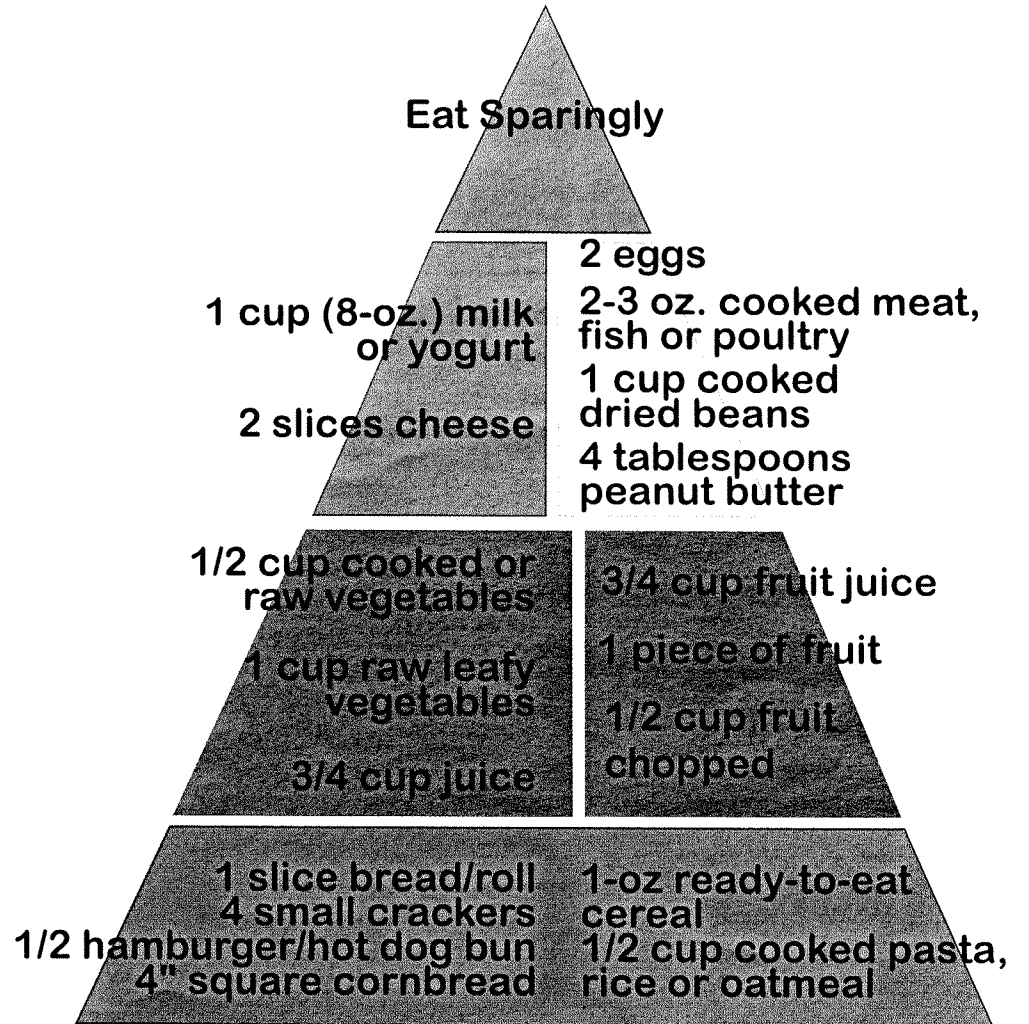 Eat Sparingly
1 cup (8-oz.) milk
or yogurt
2 slices cheese
2 eggs
2-3 oz. cooked meat,
fish or poultry
1 cup cooked
dried beans
4 tablespoons
peanut butter
1/2 cup cooked or
raw vegetables
1 cup raw leafy
vegetables
3/4 cup juice
3/4 cup fruit juice
1 piece of fruit
1/2 cup fruit
chopped
1 slice bread/roll
4 small crackers
1/2 hamburger/hot dog bun
4" square cornbread
1-oz ready-to-eat
cereal
1/2 cup cooked pasta,
rice or oatmeal